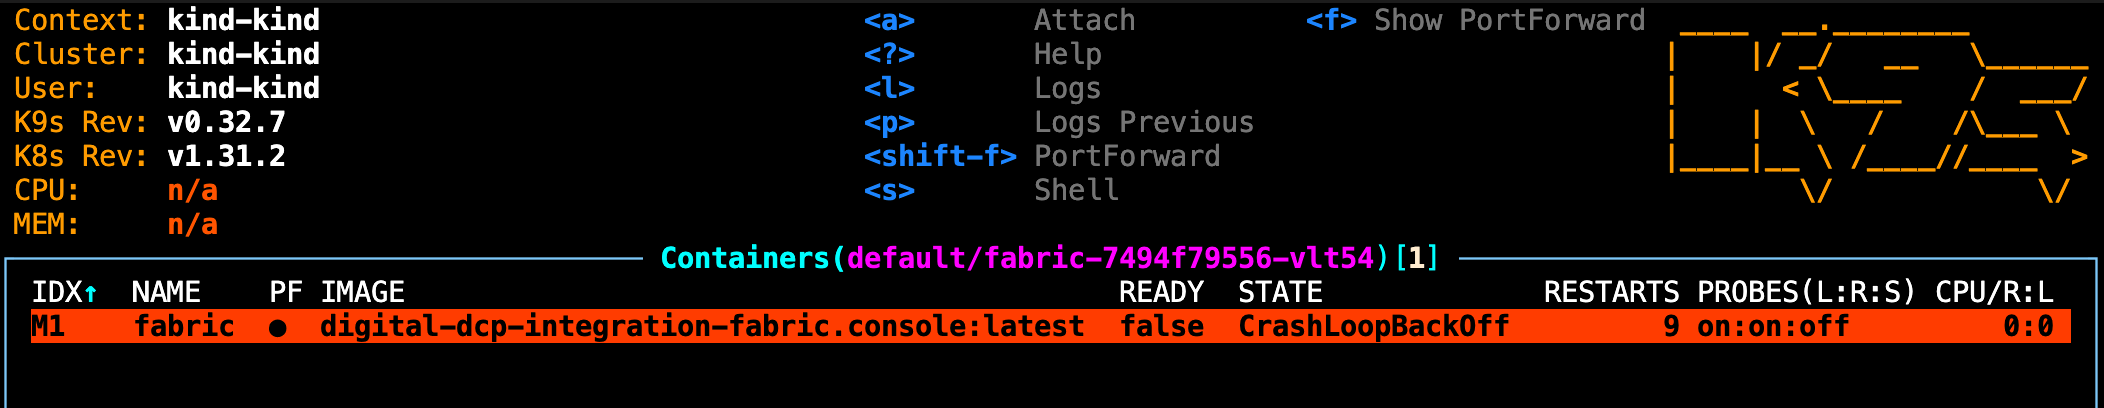 Context: kind-kind <a> Attach <f> Show PortForward
Cluster: kind-kind <?> Help
User: kind-kind <l> Logs
K9s Rev: v0.32.7 <p> Logs Previous
K8s Rev: v1.31.2 <shift-f> PortForward
CPU: n/a <s> Shell
MEM: n/a
Containers(default/fabric-7494f79556-vlt54)[1]
IDX↑ NAME PF IMAGE READY STATE RESTARTS PROBES(L:R:S) CPU/R:L
M1 fabric ● digital-dcp-integration-fabric.console:latest false CrashLoopBackOff 9 on:on:off 0:0